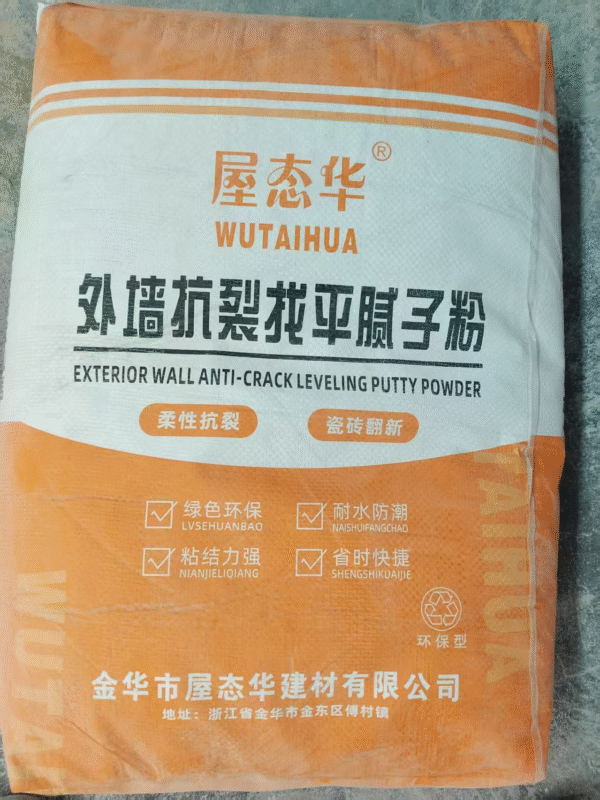 屋态华®
WUTAIHUA
外墙抗裂找平腻子粉
EXTERIOR WALL ANTI-CRACK LEVELING PUTTY POWDER
柔性抗裂 瓷砖翻新
绿色环保 耐水防潮
LVSEHUANBAO NAISHUIFANGCHAO
粘结力强 省时快捷
NIANJIELIQIANG SHENGSHIKUAIJIE
环保型
金华市屋态华建材有限公司
地址：浙江省金华市金东区傅村镇
WUTA
TAIHUA